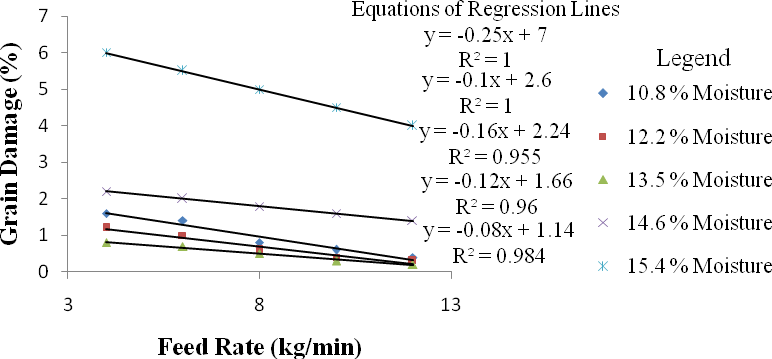 Equations of Regression Lines
y = -0.25x + 7
R² = 1
y = -0.1x + 2.6
R² = 1
y = -0.16x + 2.24
R² = 0.955
y = -0.12x + 1.66
R² = 0.96
y = -0.08x + 1.14
R² = 0.984
Grain Damage (%)
7
6
5
4
3
2
1
0
3
8
13
Feed Rate (kg/min)
Legend
10.8 % Moisture
12.2 % Moisture
13.5 % Moisture
14.6 % Moisture
15.4 % Moisture